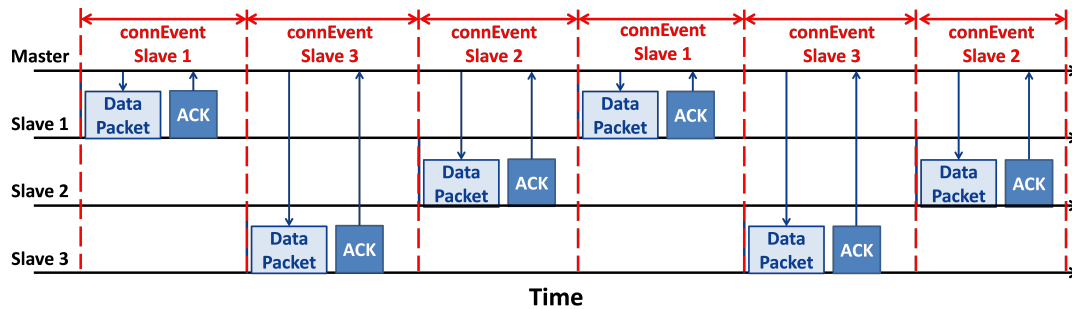 connEvent
Slave 1
connEvent
Slave 3
connEvent
Slave 2
connEvent
Slave 1
connEvent
Slave 3
connEvent
Slave 2
Master
Slave 1
Data
Packet
ACK
Data
Packet
ACK
Slave 2
Data
Packet
ACK
Data
Packet
ACK
Slave 3
Data
Packet
ACK
Data
Packet
ACK
Time